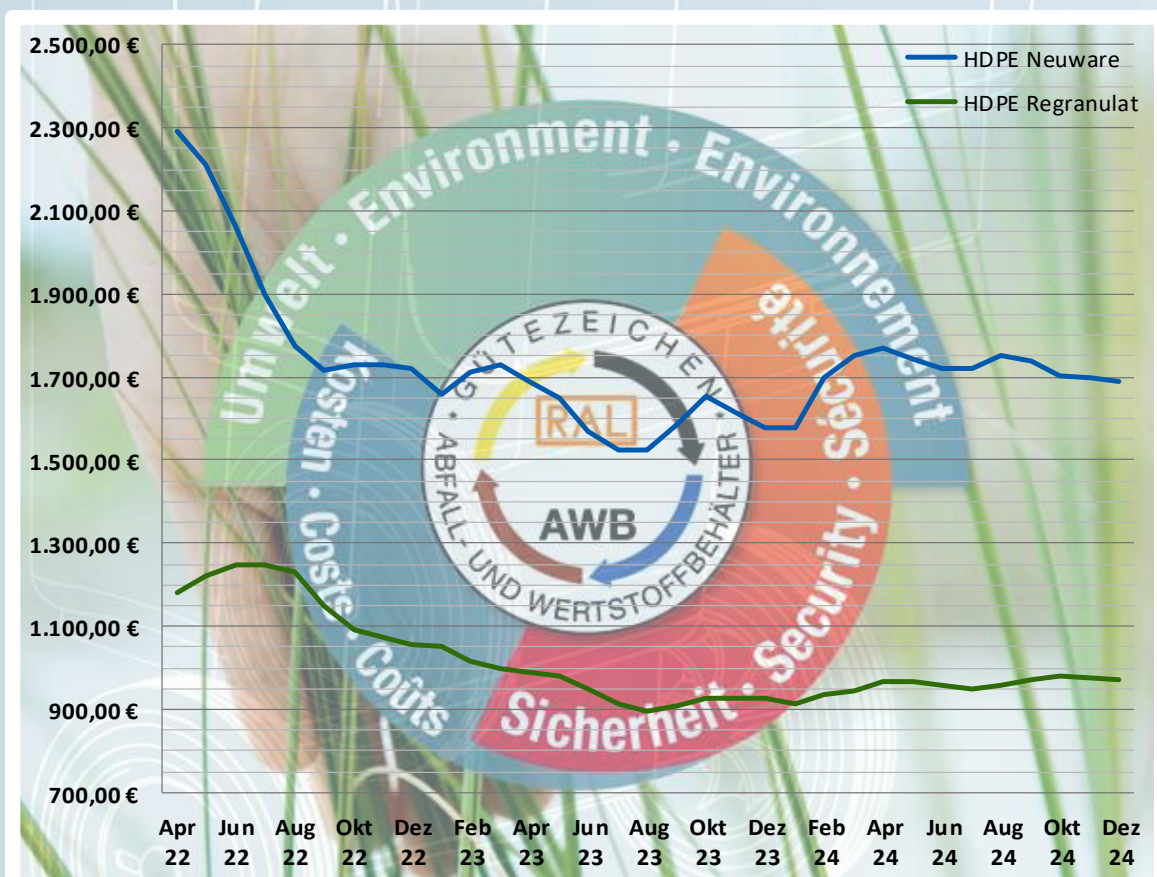 2.500,00 €
2.300,00 €
2.100,00 €
1.900,00 €
1.700,00 €
1.500,00 €
1.300,00 €
1.100,00 €
900,00 €
700,00 €
HDPE Neuware
HDPE Regranulat
Umwelt · Environment · Environnement
Kosten · Costs · Coûts
Sicherheit · Security · Sécurité
· GÜTEZEICHEN ·
RAL
AWB
ABFALL- UND WERTSTOFFBEHÄLTER
Apr Jun Aug Okt Dez Feb Apr Jun Aug Okt Dez Feb Apr Jun Aug Okt Dez
22 22 22 22 22 23 23 23 23 23 23 24 24 24 24 24 24